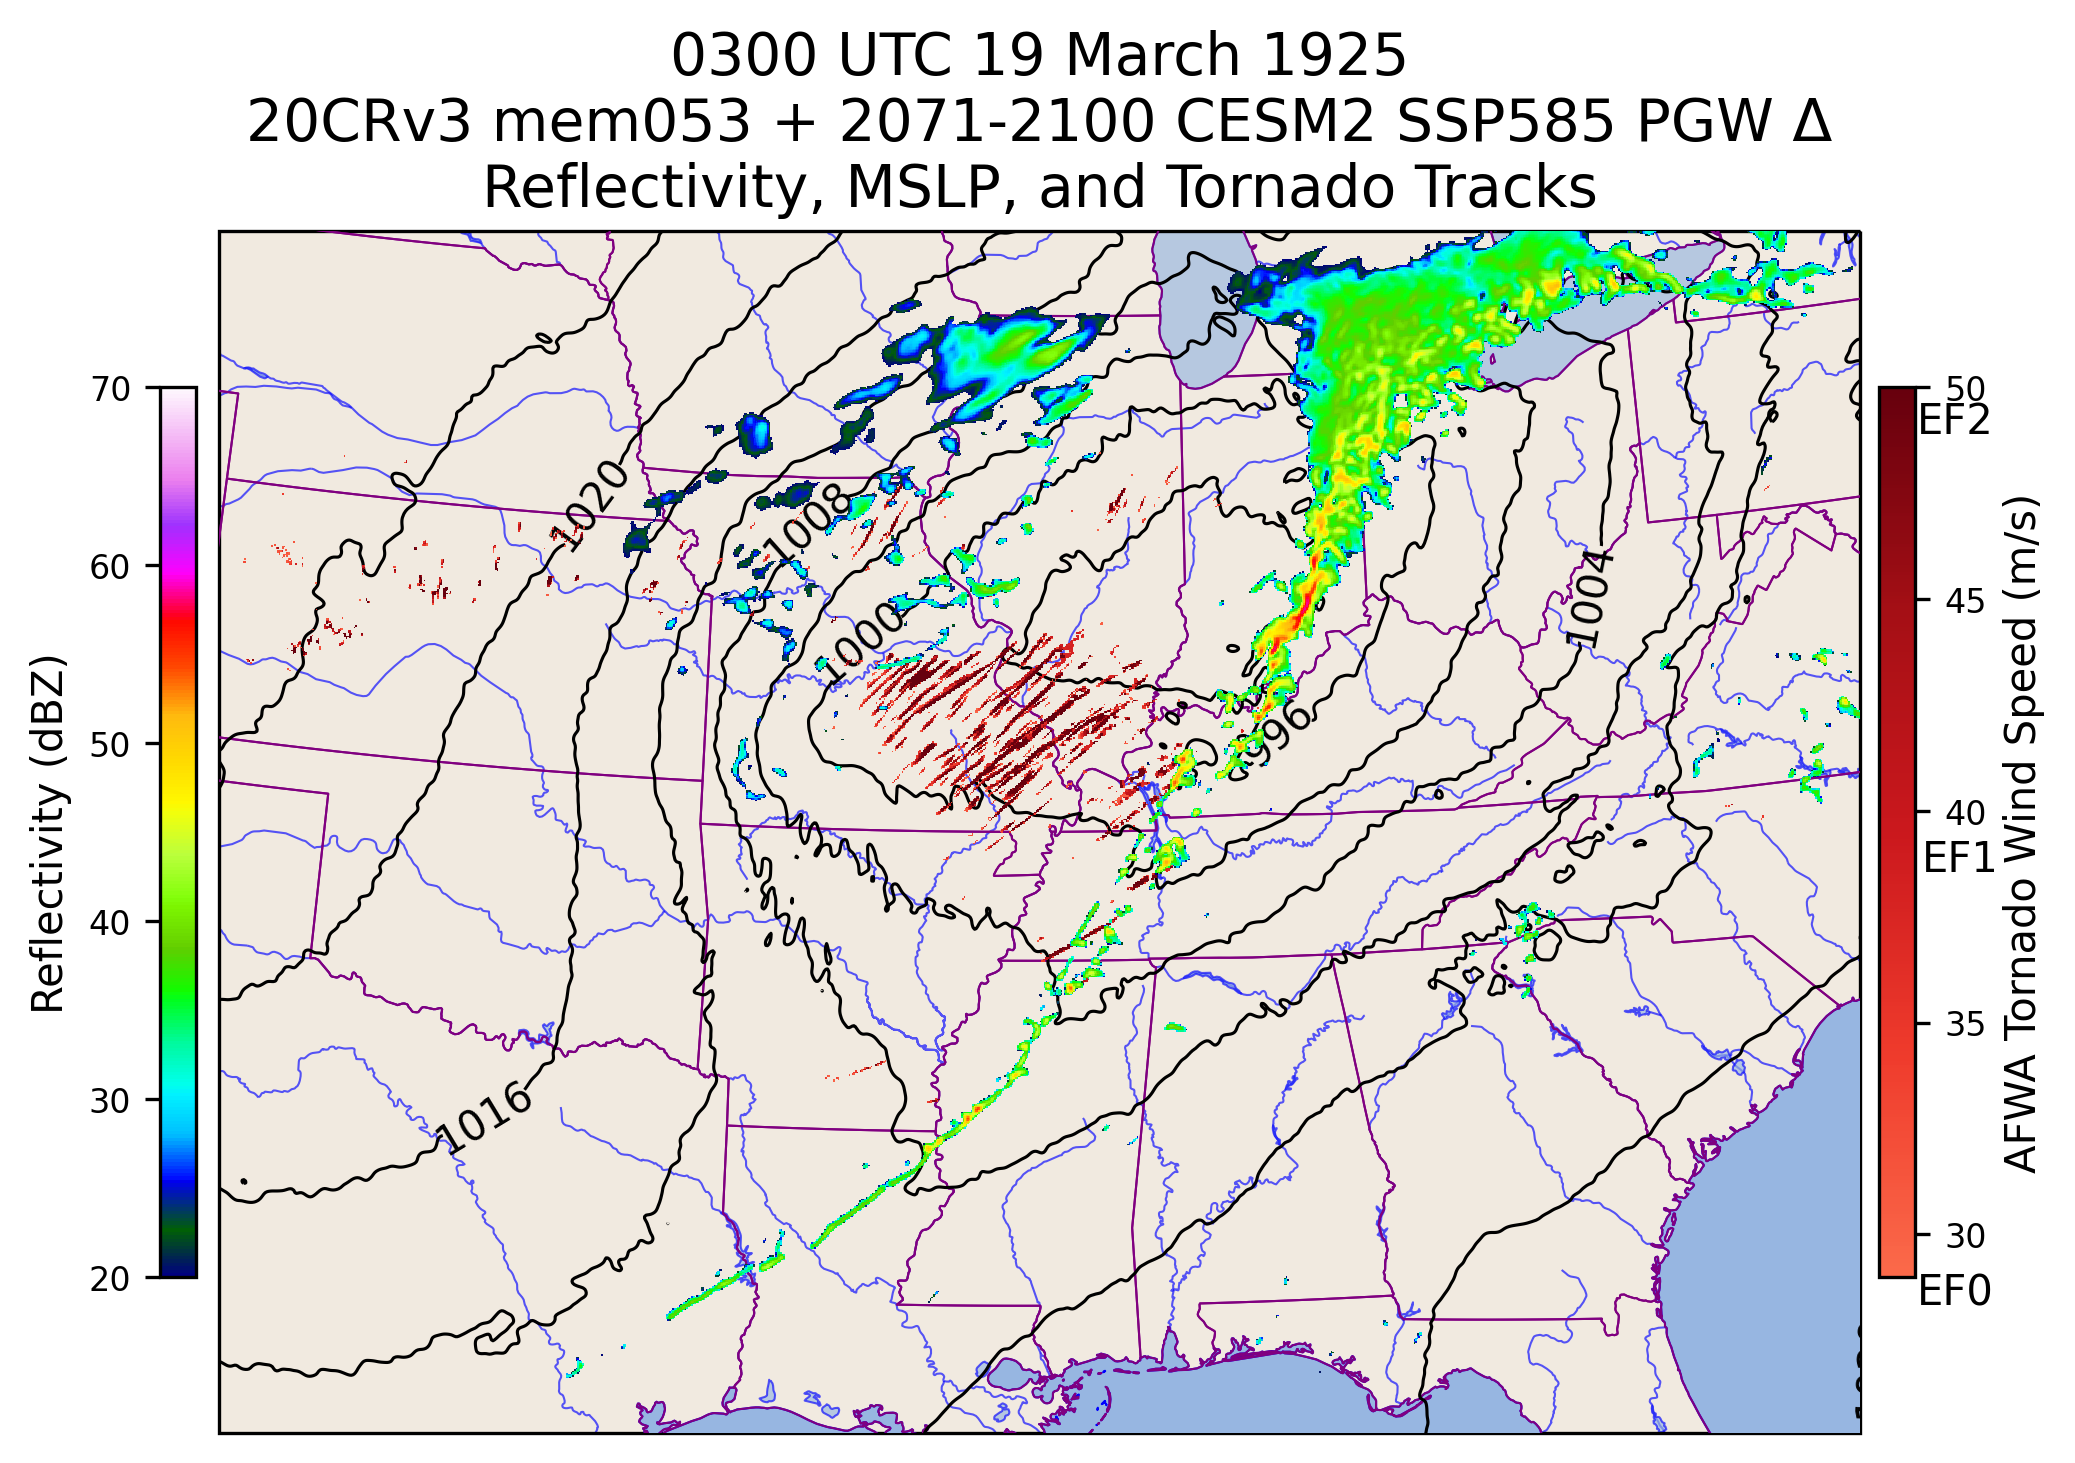 0300 UTC 19 March 1925
20CRv3 mem053 + 2071-2100 CESM2 SSP585 PGW Δ
Reflectivity, MSLP, and Tornado Tracks
70
60
50
40
30
20
Reflectivity (dBZ)
1020
1008
1000
1004
996
1016
50
EF2
45
40
EF1
35
30
EF0
AFWA Tornado Wind Speed (m/s)